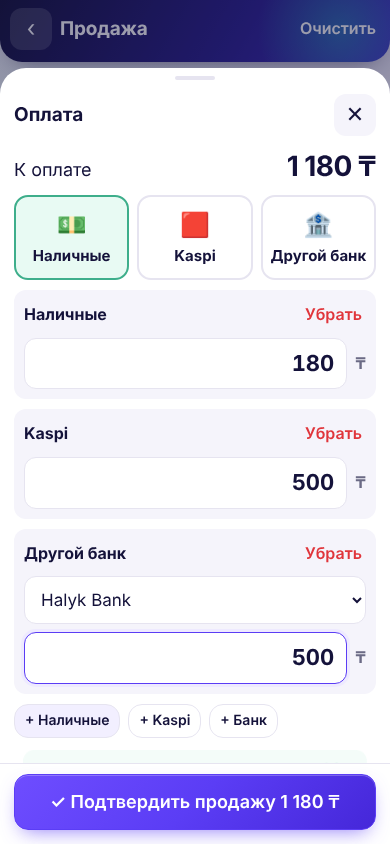 Продажа
Очистить
Оплата
К оплате
1 180 ₸
Наличные
Kaspi
Другой банк
Наличные
Убрать
180 ₸
Kaspi
Убрать
500 ₸
Другой банк
Убрать
Halyk Bank
500 ₸
+ Наличные
+ Kaspi
+ Банк
✓ Подтвердить продажу 1 180 ₸